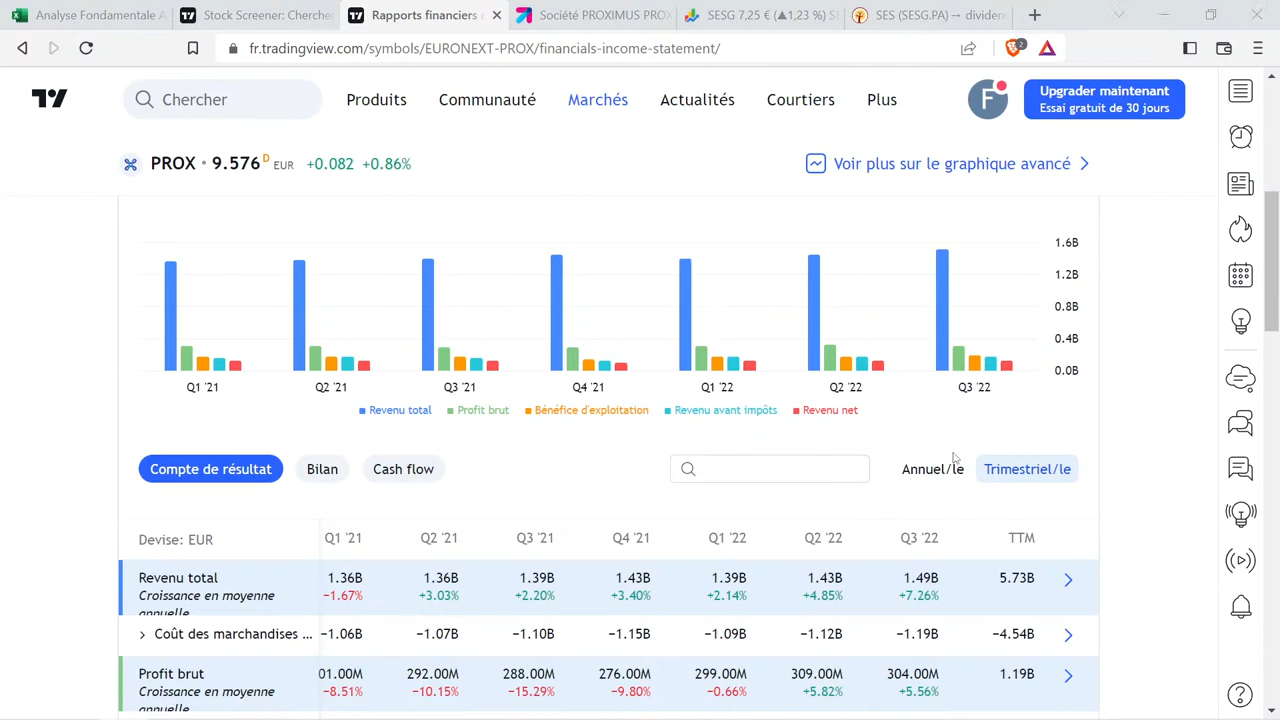 Analyse Fondamentale A
Stock Screener: Chercher
Rapports financiers
Société PROXIMUS PROX
SESG 7,25 € (▲1,23 %) S
SES (SESG.PA) → dividen
fr.tradingview.com/symbols/EURONEXT-PROX/financials-income-statement/
2
Chercher
Produits
Communauté
Marchés
Actualités
Courtiers
Plus
F
Upgrader maintenant
Essai gratuit de 30 jours
PROX • 9.576 D EUR +0.082 +0.86%
Voir plus sur le graphique avancé
1.6B
1.2B
0.8B
0.4B
0.0B
Q1 '21 Q2 '21 Q3 '21 Q4 '21 Q1 '22 Q2 '22 Q3 '22
Revenu total Profit brut Bénéfice d'exploitation Revenu avant impôts Revenu net
Compte de résultat Bilan Cash flow Annuel/le Trimestriel/le
Devise: EUR Q1 '21 Q2 '21 Q3 '21 Q4 '21 Q1 '22 Q2 '22 Q3 '22 TTM
Revenu total 1.36B 1.36B 1.39B 1.43B 1.39B 1.43B 1.49B 5.73B
Croissance en moyenne −1.67% +3.03% +2.20% +3.40% +2.14% +4.85% +7.26%
annuelle
Coût des marchandises ... −1.06B −1.07B −1.10B −1.15B −1.09B −1.12B −1.19B −4.54B
Profit brut 01.00M 292.00M 288.00M 276.00M 299.00M 309.00M 304.00M 1.19B
Croissance en moyenne −8.51% −10.15% −15.29% −9.80% −0.66% +5.82% +5.56%
annuelle